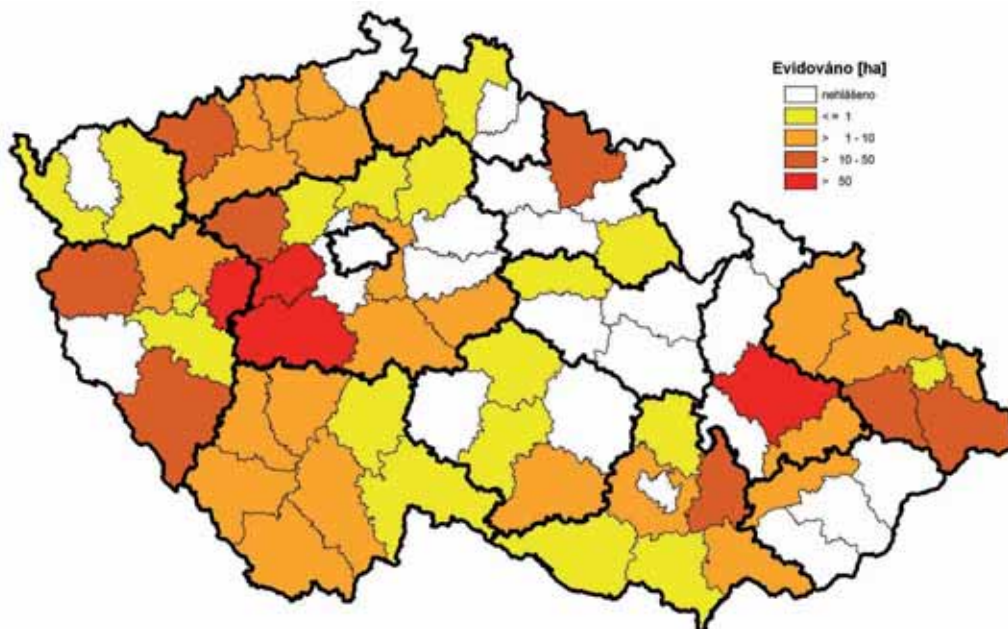 Evidováno [ha]
nehlášeno
< = 1
> 1 - 10
> 10 - 50
> 50